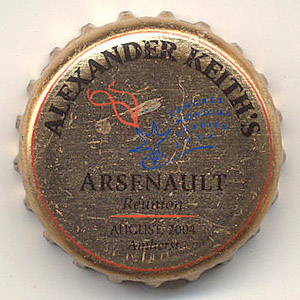 ALEXANDER KEITH'S
ARSENAULT
Reunion
AUGUST, 2004
Amherst